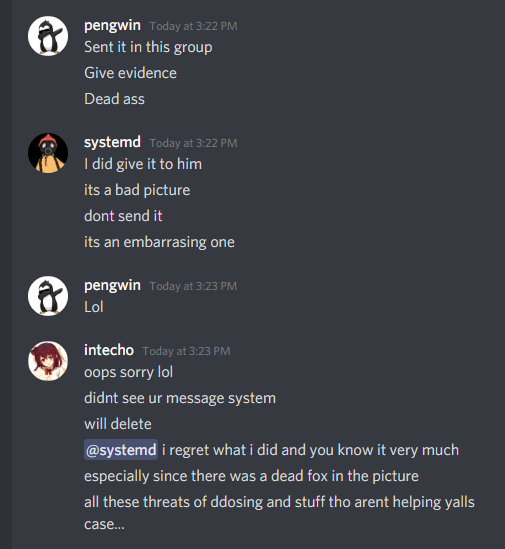 pengwin Today at 3:22 PM
Sent it in this group
Give evidence
Dead ass
systemd Today at 3:22 PM
I did give it to him
its a bad picture
dont send it
its an embarrasing one
pengwin Today at 3:23 PM
Lol
intecho Today at 3:23 PM
oops sorry lol
didnt see ur message system
will delete
@systemd i regret what i did and you know it very much
especially since there was a dead fox in the picture
all these threats of ddosing and stuff tho arent helping yalls
case...